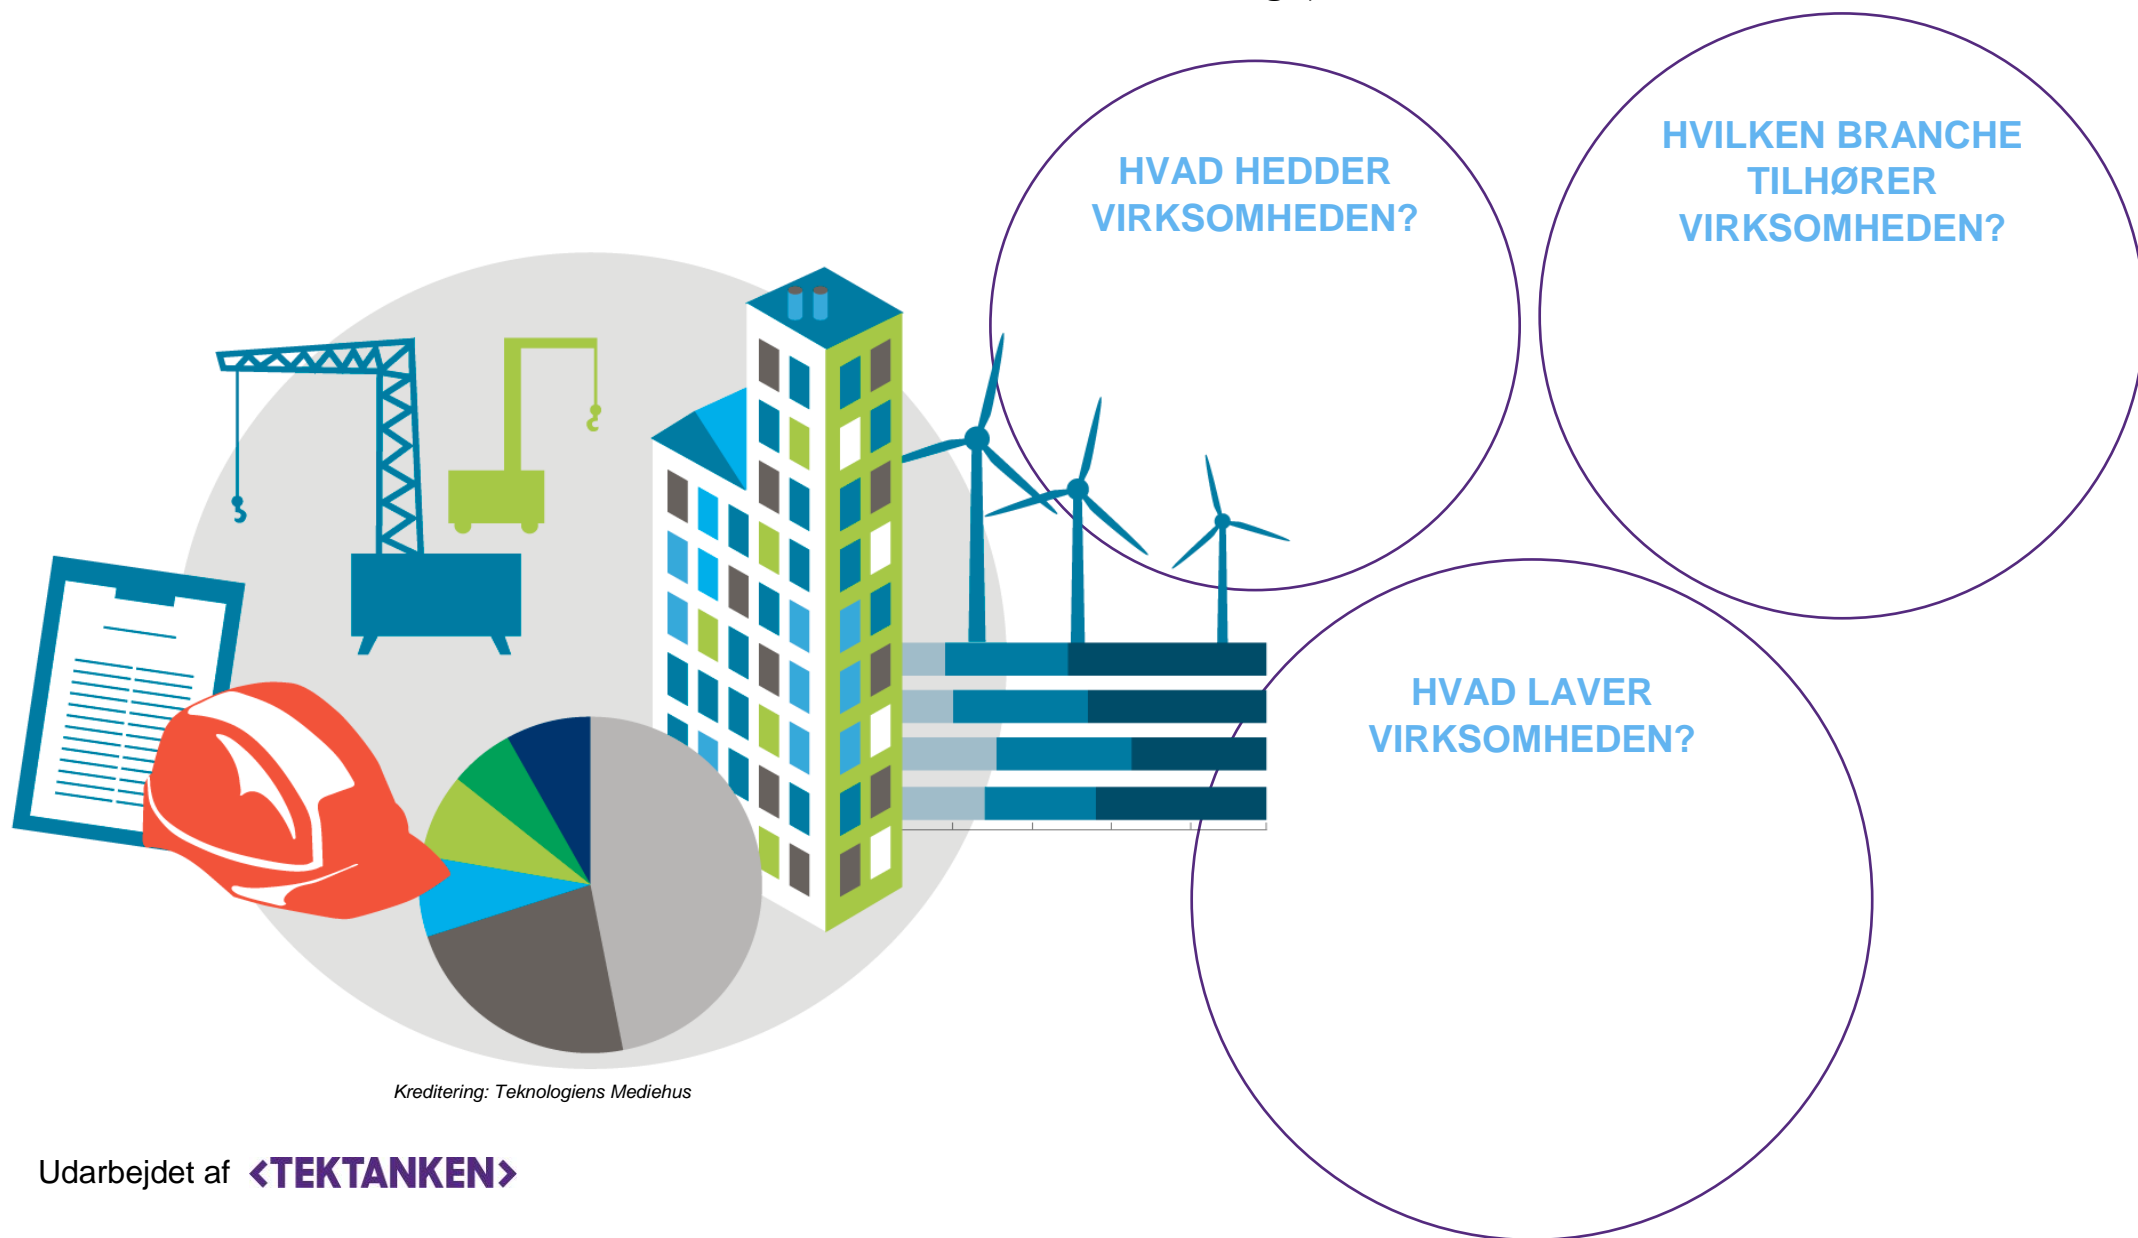 HVAD HEDDER
VIRKSOMHEDEN?
HVILKEN BRANCHE
TILHØRER
VIRKSOMHEDEN?
HVAD LAVER
VIRKSOMHEDEN?
Kreditering: Teknologiens Mediehus
Udarbejdet af <TEKTANKEN>